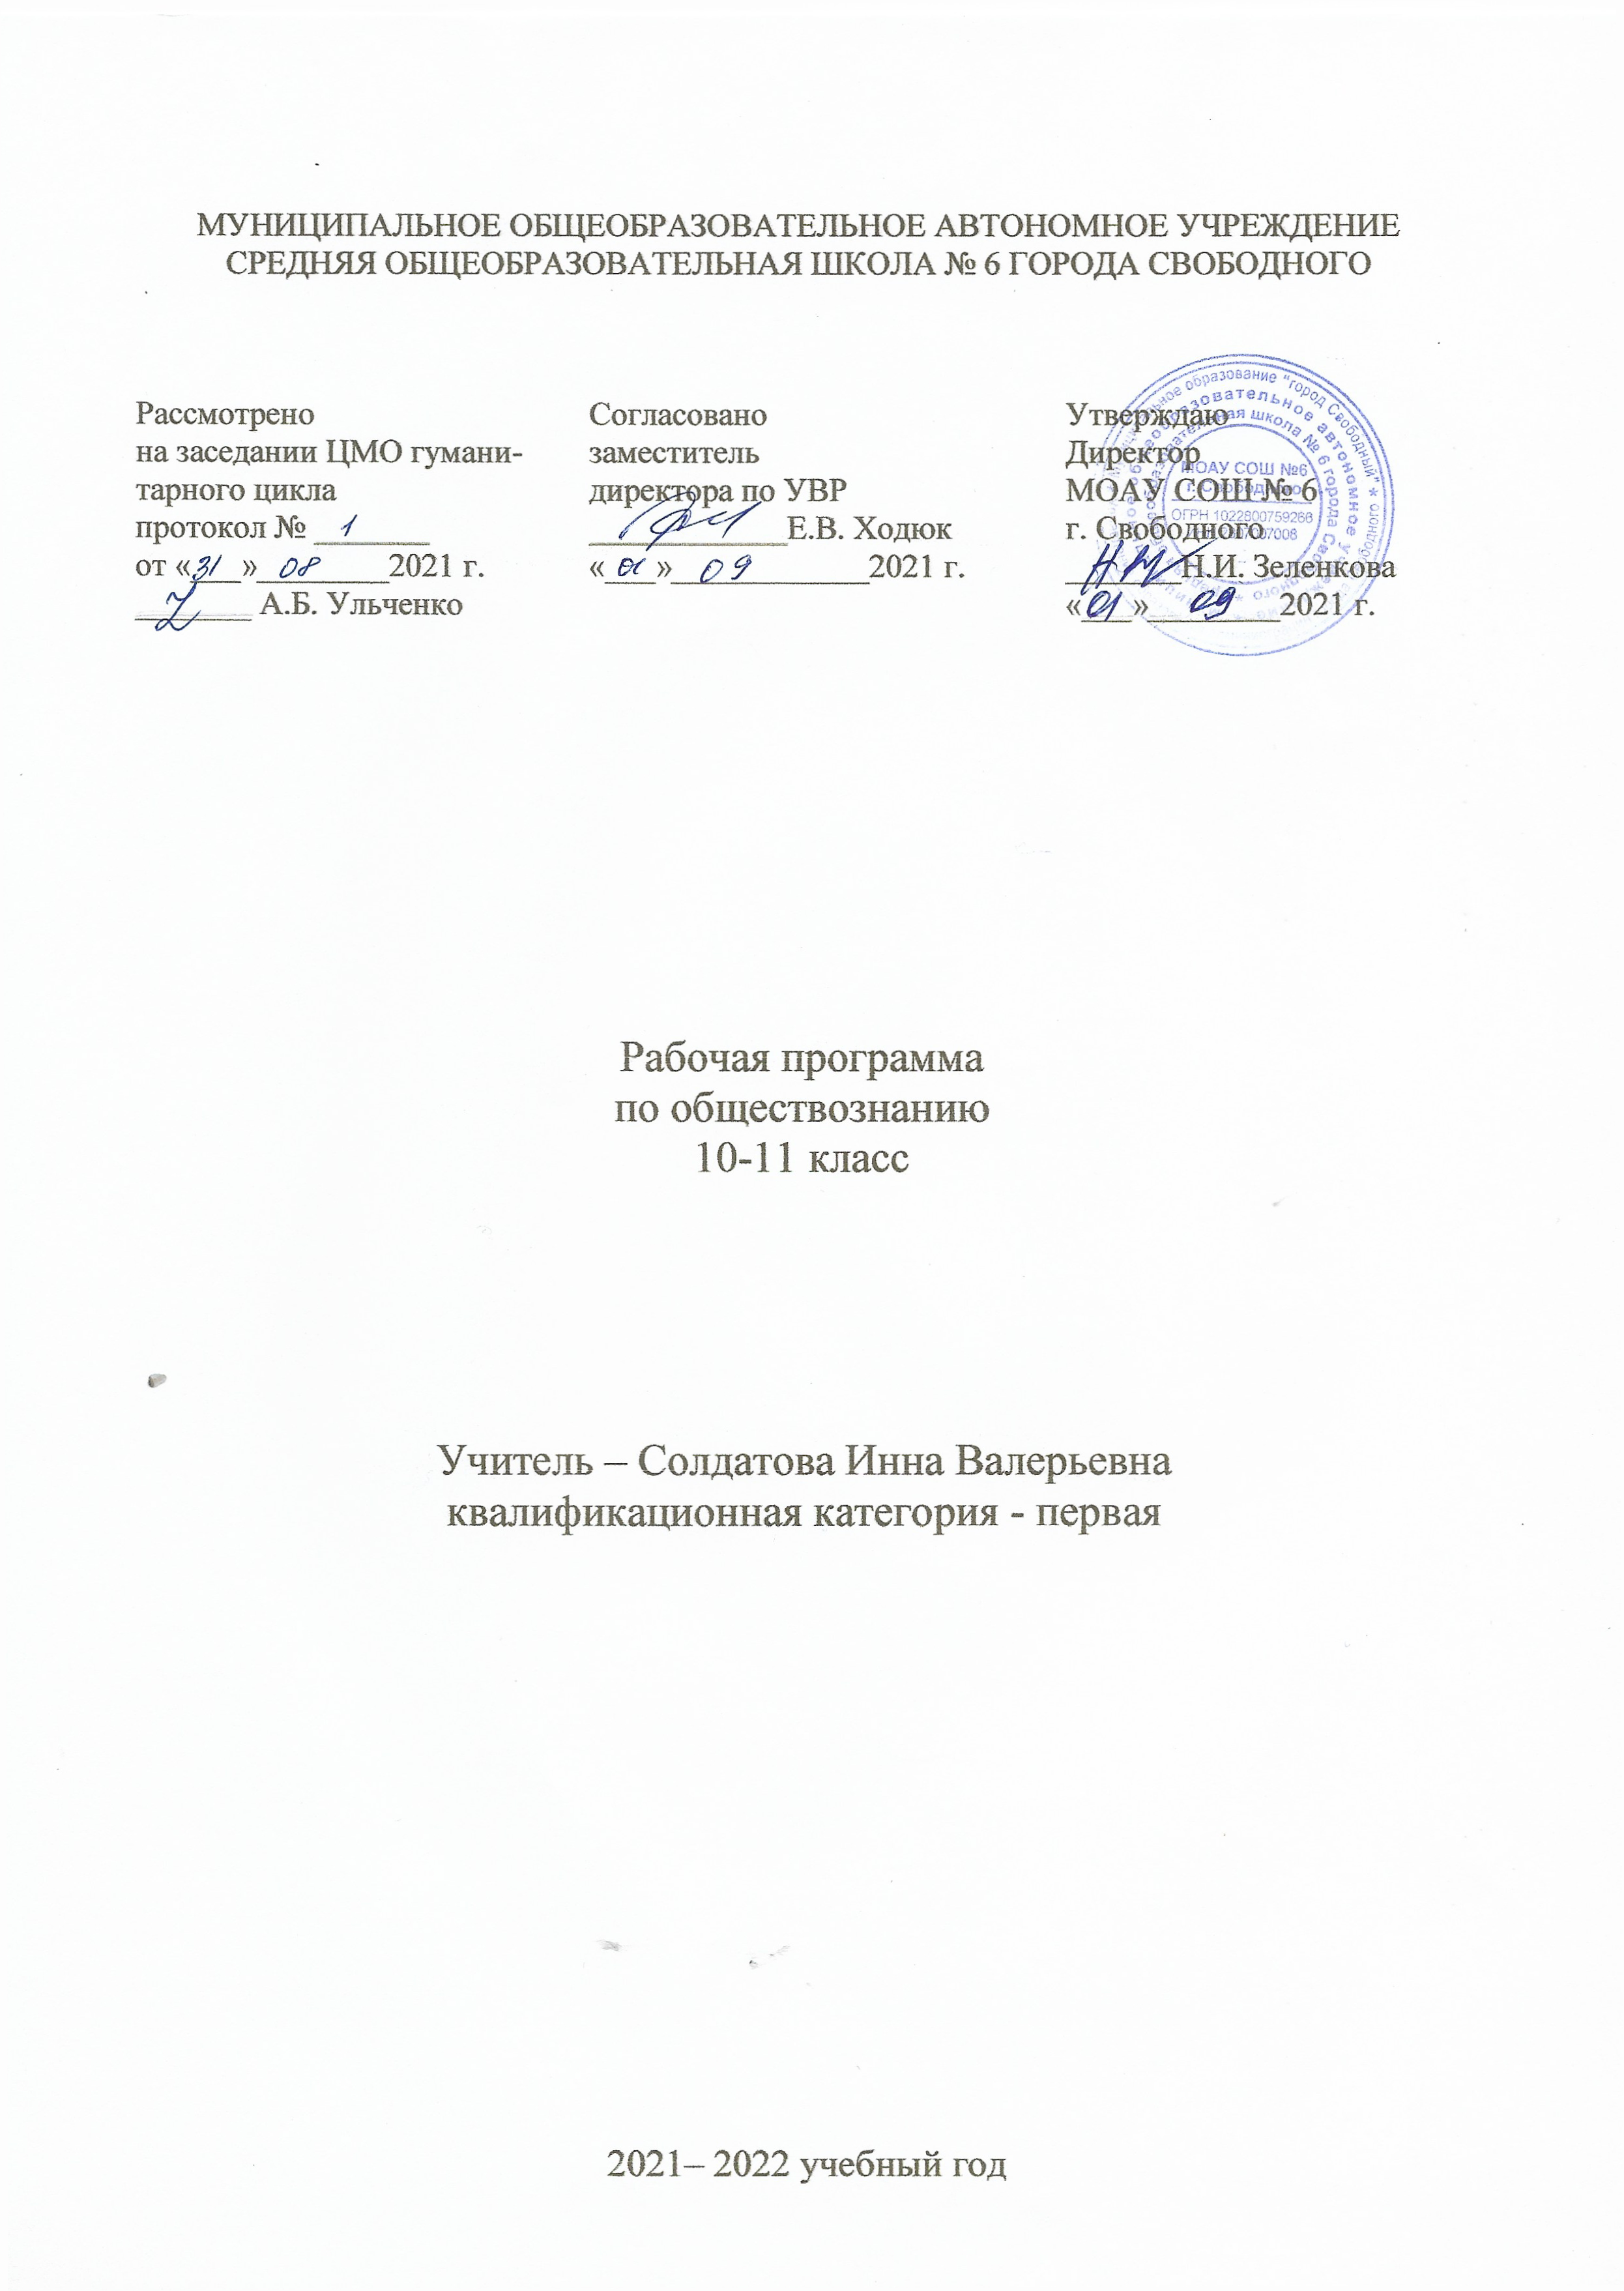 МУНИЦИПАЛЬНОЕ ОБЩЕОБРАЗОВАТЕЛЬНОЕ АВТОНОМНОЕ УЧРЕЖДЕНИЕ
СРЕДНЯЯ ОБЩЕОБРАЗОВАТЕЛЬНАЯ ШКОЛА № 6 ГОРОДА СВОБОДНОГО
Рассмотрено
на заседании ЦМО гумани-
тарного цикла
протокол № 1
от «31» 08 2021 г.
А.Б. Ульченко
Согласовано
заместитель
директора по УВР
Е.В. Ходюк
«01» 09 2021 г.
Утверждаю
Директор
МОАУ СОШ № 6
г. Свободного
Н.И. Зеленкова
«01» 09 2021 г.
МОАУ СОШ №6
ОГРН 1022800759268
Рабочая программа
по обществознанию
10-11 класс
Учитель – Солдатова Инна Валерьевна
квалификационная категория - первая
2021– 2022 учебный год